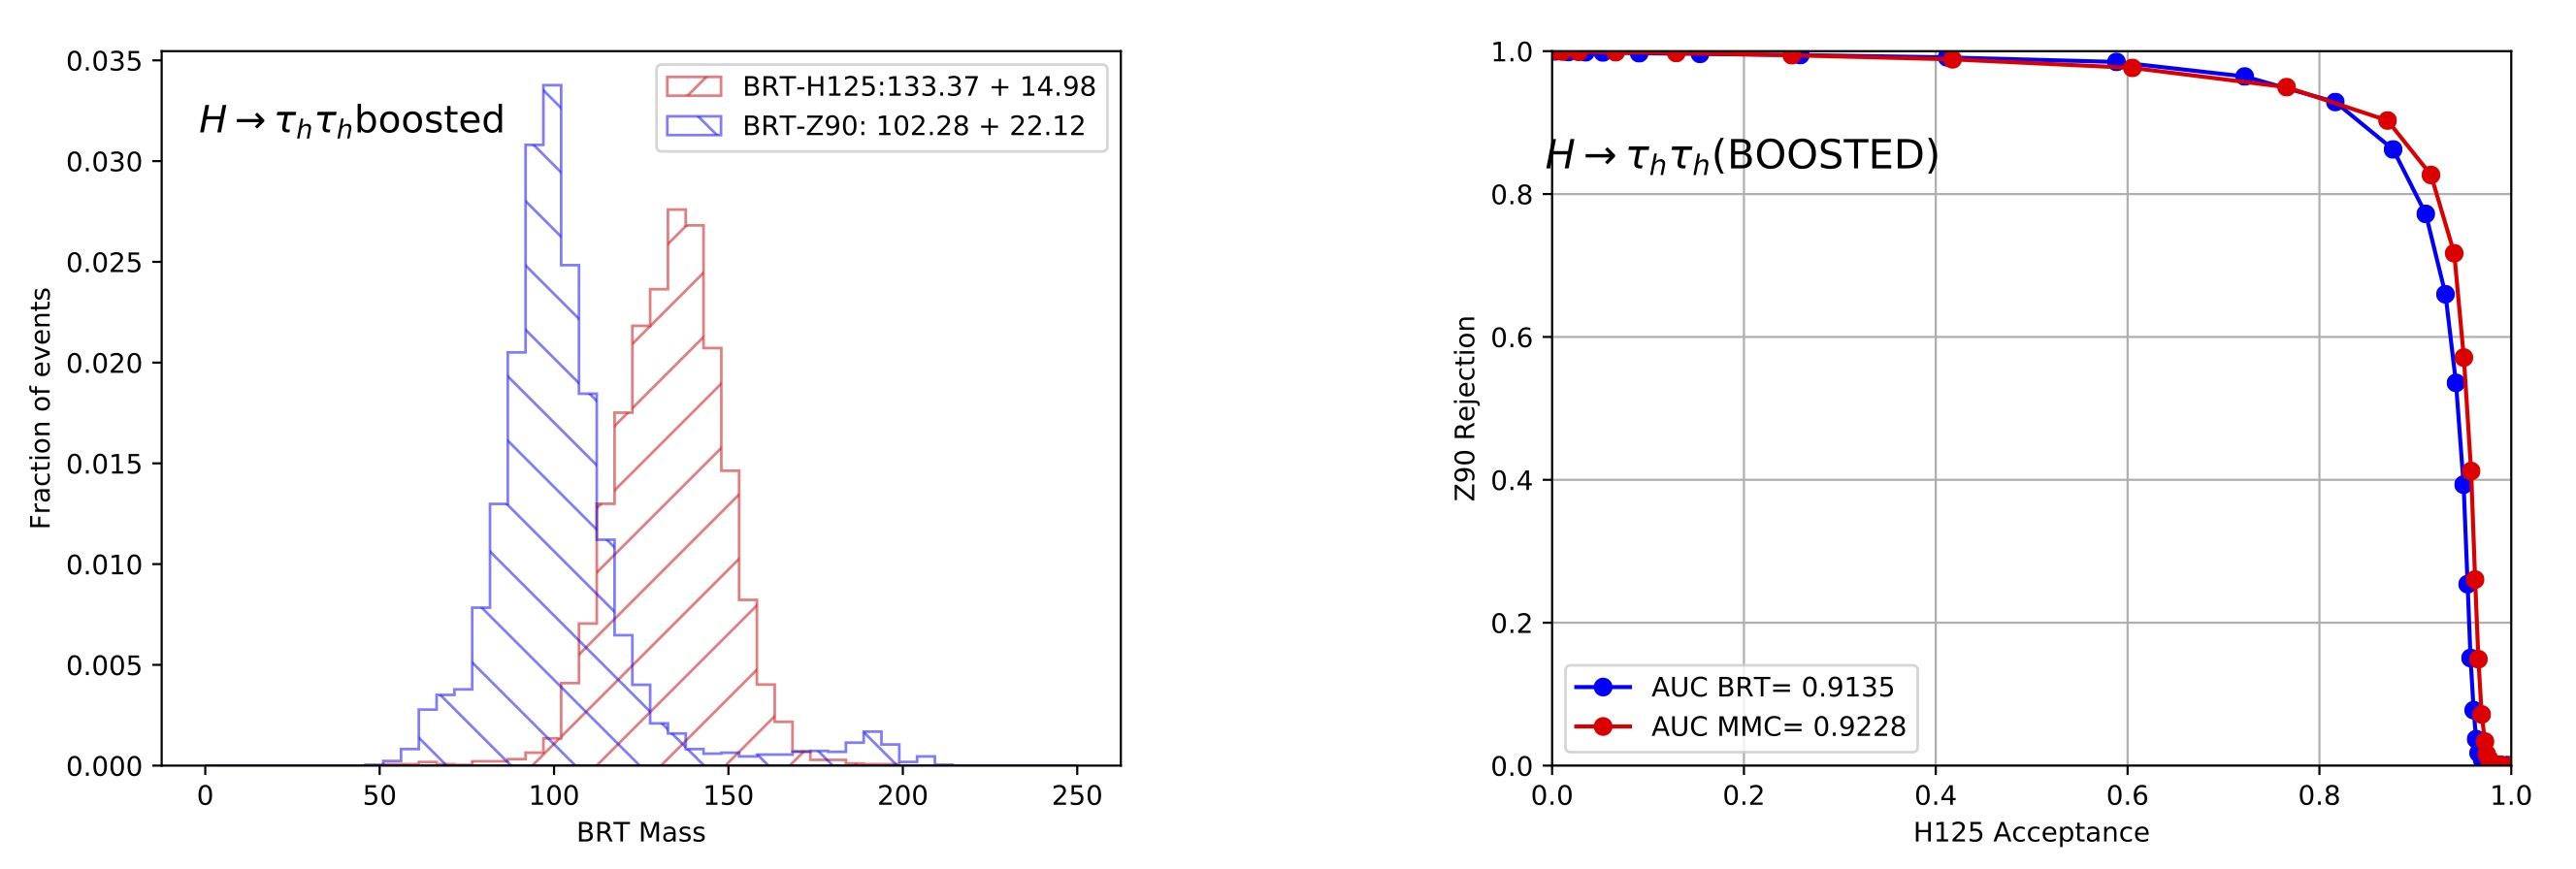 H → τhτhboosted
BRT-H125:133.37 + 14.98
BRT-Z90: 102.28 + 22.12
Fraction of events
0.035
0.030
0.025
0.020
0.015
0.010
0.005
0.000
0 50 100 150 200 250
BRT Mass
H → τhτh(BOOSTED)
Z90 Rejection
1.0
0.8
0.6
0.4
0.2
0.0
AUC BRT= 0.9135
AUC MMC= 0.9228
0.0 0.2 0.4 0.6 0.8 1.0
H125 Acceptance